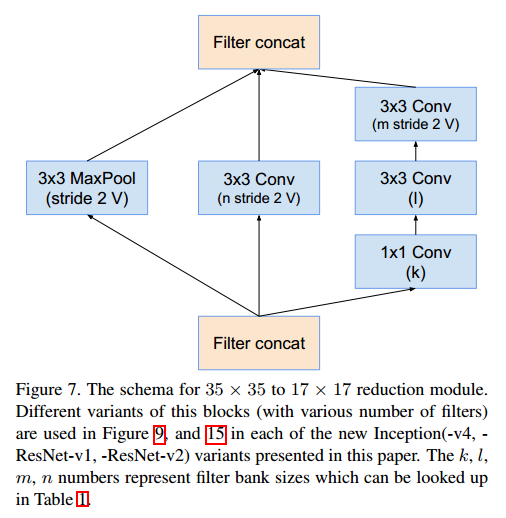 Filter concat
3x3 Conv
(m stride 2 V)
3x3 MaxPool
(stride 2 V)
3x3 Conv
(n stride 2 V)
3x3 Conv
(l)
1x1 Conv
(k)
Filter concat
Figure 7. The schema for 35 × 35 to 17 × 17 reduction module.
Different variants of this blocks (with various number of filters)
are used in Figure 9, and 15 in each of the new Inception(-v4, -
ResNet-v1, -ResNet-v2) variants presented in this paper. The k, l,
m, n numbers represent filter bank sizes which can be looked up
in Table 1.